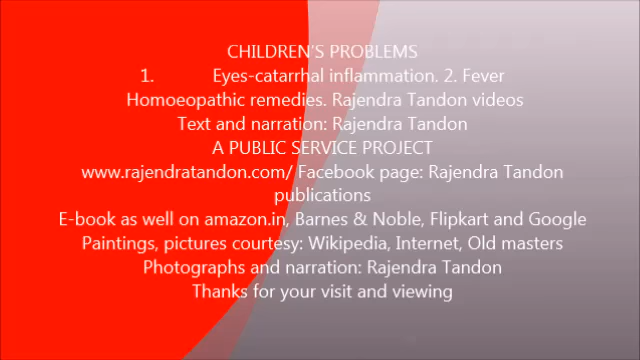 CHILDREN'S PROBLEMS
1. Eyes-catarrhal inflammation. 2. Fever
Homoeopathic remedies. Rajendra Tandon videos
Text and narration: Rajendra Tandon
A PUBLIC SERVICE PROJECT
www.rajendratandon.com/ Facebook page: Rajendra Tandon
publications
E-book as well on amazon.in, Barnes & Noble, Flipkart and Google
Paintings, pictures courtesy: Wikipedia, Internet, Old masters
Photographs and narration: Rajendra Tandon
Thanks for your visit and viewing